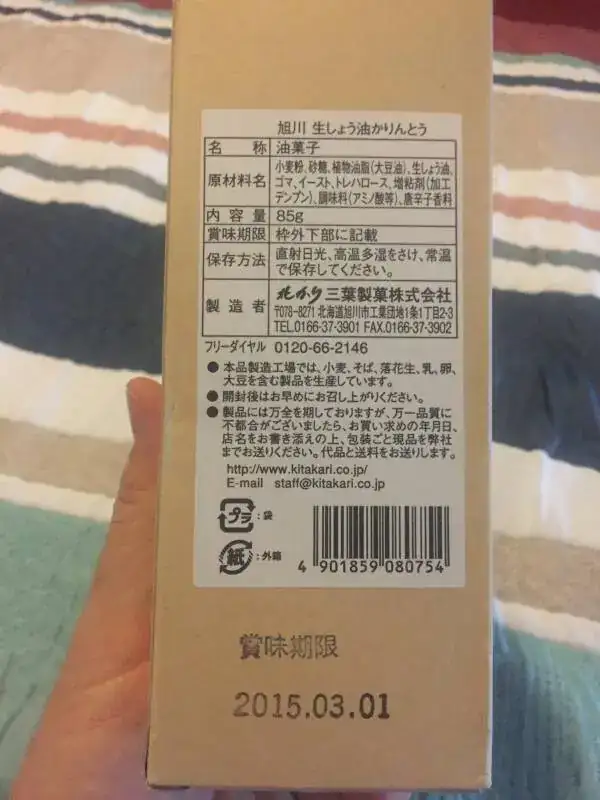 旭川 生しょう油かりんとう
名 称 油菓子
原材料名 小麦粉、砂糖、植物油脂(大豆油)、生しょう油、
ゴマ、イースト、トレハロース、増粘剤(加工
デンプン)、調味料(アミノ酸等)、唐辛子香料
内 容 量 85g
賞味期限 枠外下部に記載
保存方法 直射日光、高温多湿をさけ、常温
で保存してください。
製 造 者 北かり 三葉製菓株式会社
〒078-8271 北海道旭川市工業団地1条1丁目2-3
TEL.0166-37-3901 FAX.0166-37-3902
フリーダイヤル 0120-66-2146
● 本品製造工場では、小麦、そば、落花生、乳、卵、
大豆を含む製品を生産しています。
● 開封後はお早めにお召し上がりください。
● 製品には万全を期しておりますが、万一品質に
不都合がございましたら、お買い求めの年月日、
店名をお書き添えの上、包装ごと現品を弊社
までお送りください。代品と送料をお送りします。
http://www.kitakari.co.jp/
E-mail staff@kitakari.co.jp
プラ : 袋
紙 : 外箱
4 901859 080754
賞味期限
2015.03.01